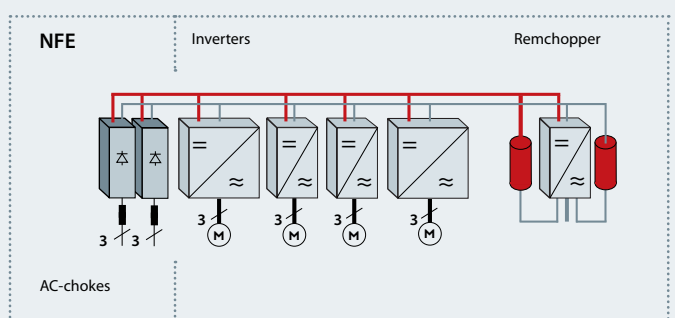 NFE
Inverters
Remchopper
= ≈
= ≈
= ≈
= ≈
= ≈
3 3 3 3 3 3
M M M M
AC-chokes